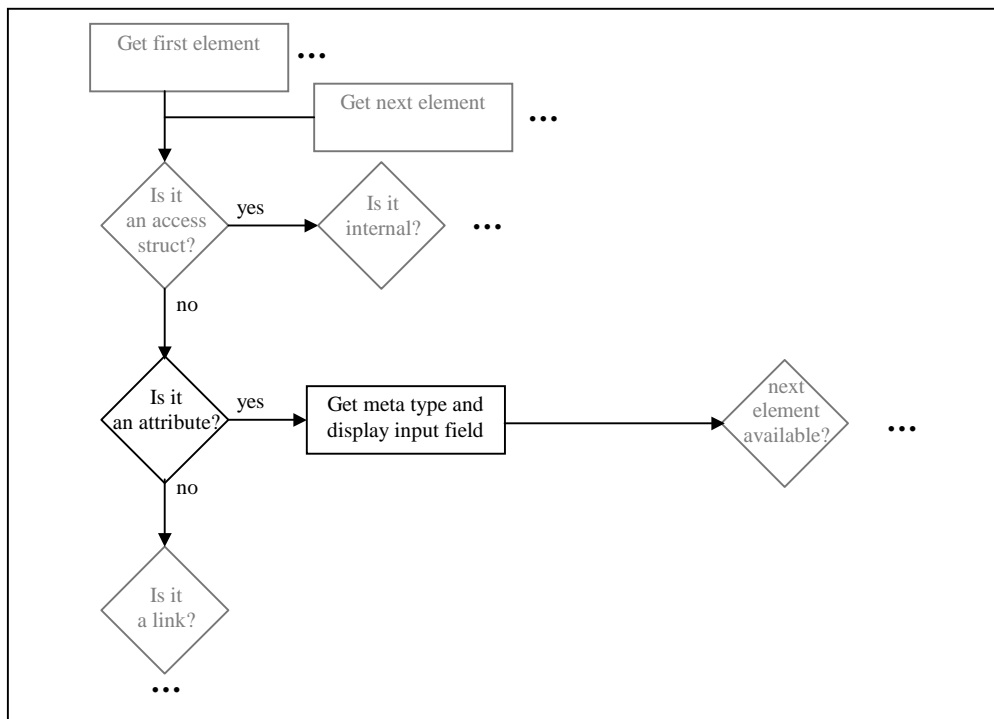 Get first element
...
Get next element
...
Is it
an access
struct?
yes
Is it
internal?
...
no
Is it
an attribute?
yes
Get meta type and
display input field
next
element
available?
...
no
Is it
a link?
...